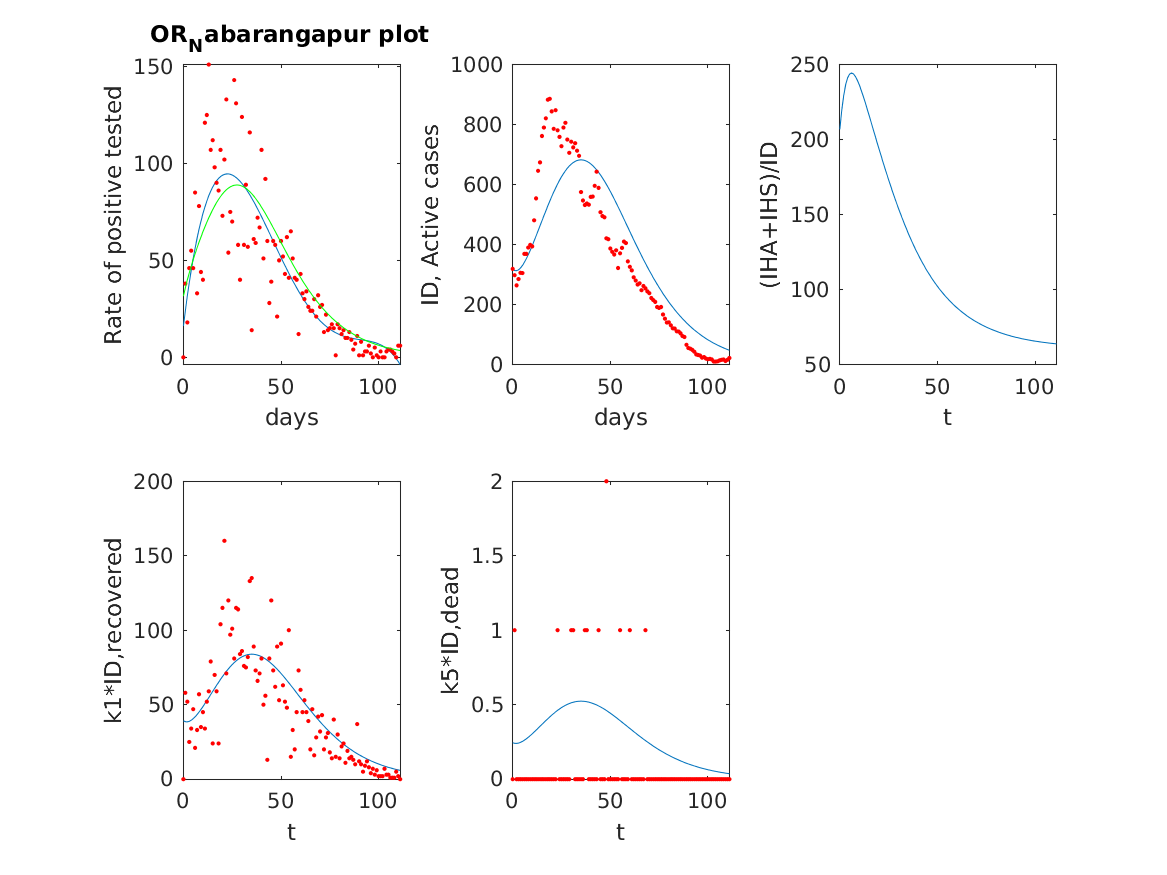 OR_Nabarangapur plot
150
100
50
0
0 50 100
Rate of positive tested
days
1000
800
600
400
200
0
0 50 100
ID, Active cases
days
250
200
150
100
50
0 50 100
(IHA+IHS)/ID
t
200
150
100
50
0
0 50 100
k1*ID,recovered
t
2
1.5
1
0.5
0
0 50 100
k5*ID,dead
t